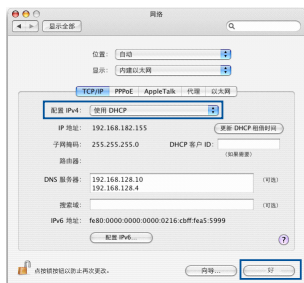 网络
显示全部
位置: 自动
显示: 内建以太网
TCP/IP PPPoE AppleTalk 代理 以太网
配置 IPv4: 使用 DHCP
IP 地址: 192.168.182.155 更新 DHCP 租借时间
子网掩码: 255.255.255.0 DHCP 客户 ID:
(如果需要)
路由器:
DNS 服务器: 192.168.128.10 (可选)
192.168.128.4
搜索域: (可选)
IPv6 地址: fe80:0000:0000:0000:0216:cbff:fea5:5999
配置 IPv6...
?
点按锁按钮以防止再次更改。 向导... 好